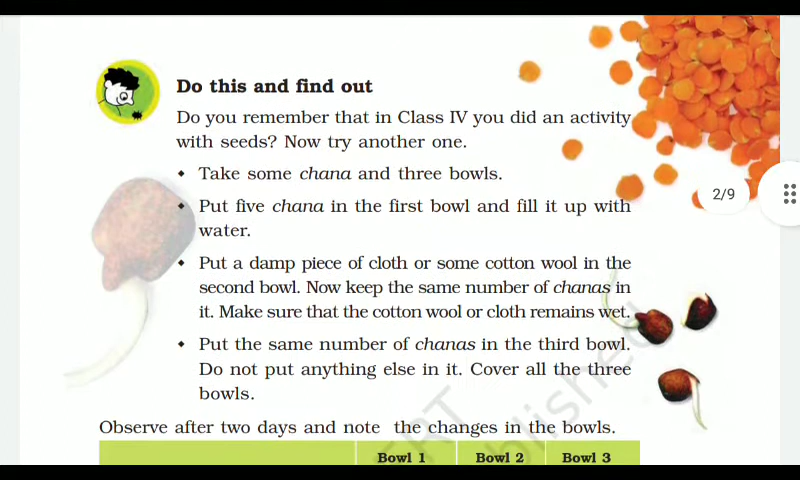 Do this and find out
Do you remember that in Class IV you did an activity
with seeds? Now try another one.
• Take some chana and three bowls.
• Put five chana in the first bowl and fill it up with
water.
• Put a damp piece of cloth or some cotton wool in the
second bowl. Now keep the same number of chanas in
it. Make sure that the cotton wool or cloth remains wet.
2/9
• Put the same number of chanas in the third bowl.
Do not put anything else in it. Cover all the three
bowls.
Observe after two days and note the changes in the bowls.
Bowl 1 Bowl 2 Bowl 3